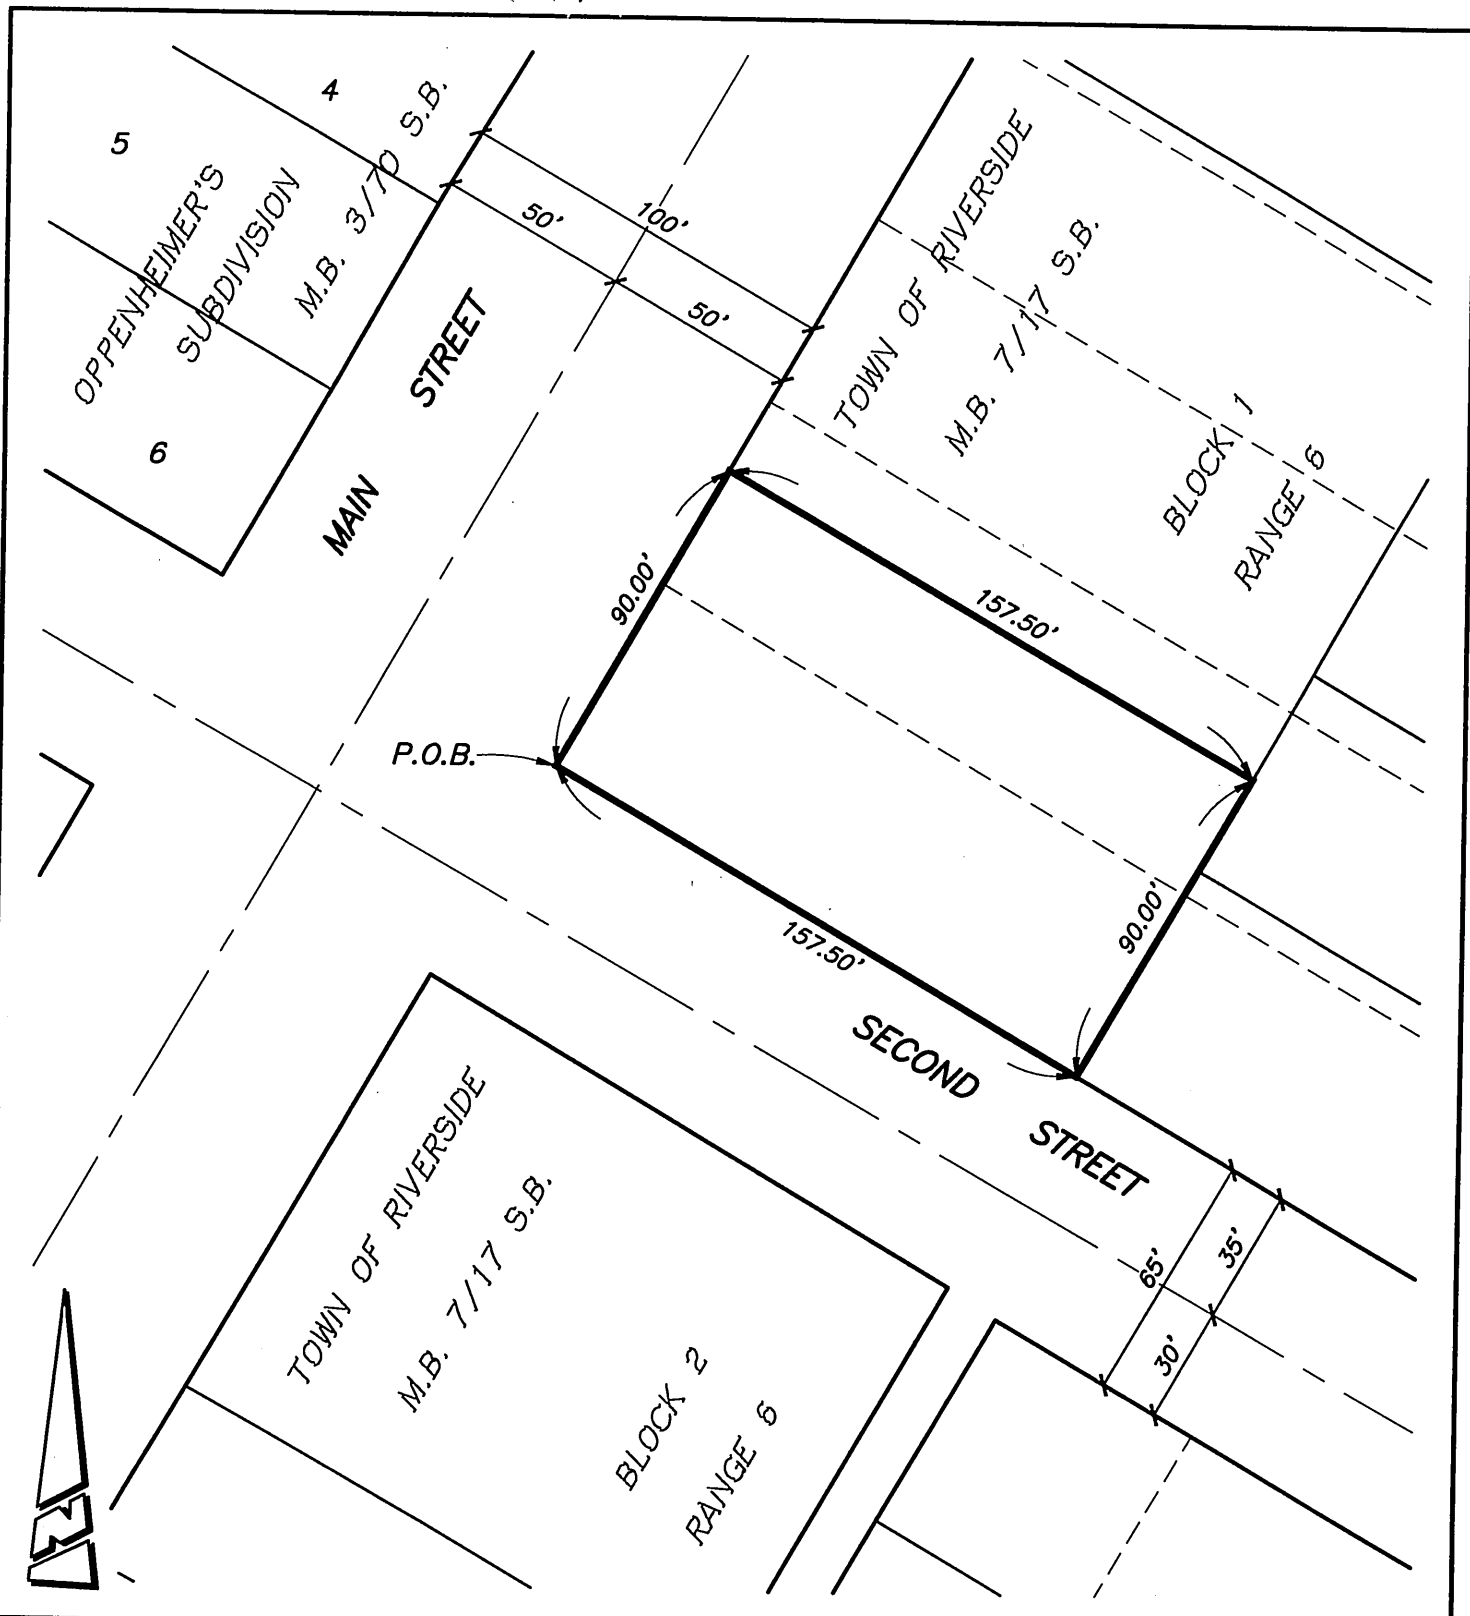 4
5
OPPENHEIMER'S
SUBDIVISION
M.B. 3/70 S.B.
6
50'
100'
50'
MAIN STREET
TOWN OF RIVERSIDE
M.B. 7/17 S.B.
BLOCK 1
RANGE 6
90.00'
157.50'
P.O.B.
157.50'
90.00'
SECOND STREET
65'
35'
30'
TOWN OF RIVERSIDE
M.B. 7/17 S.B.
BLOCK 2
RANGE 6
N